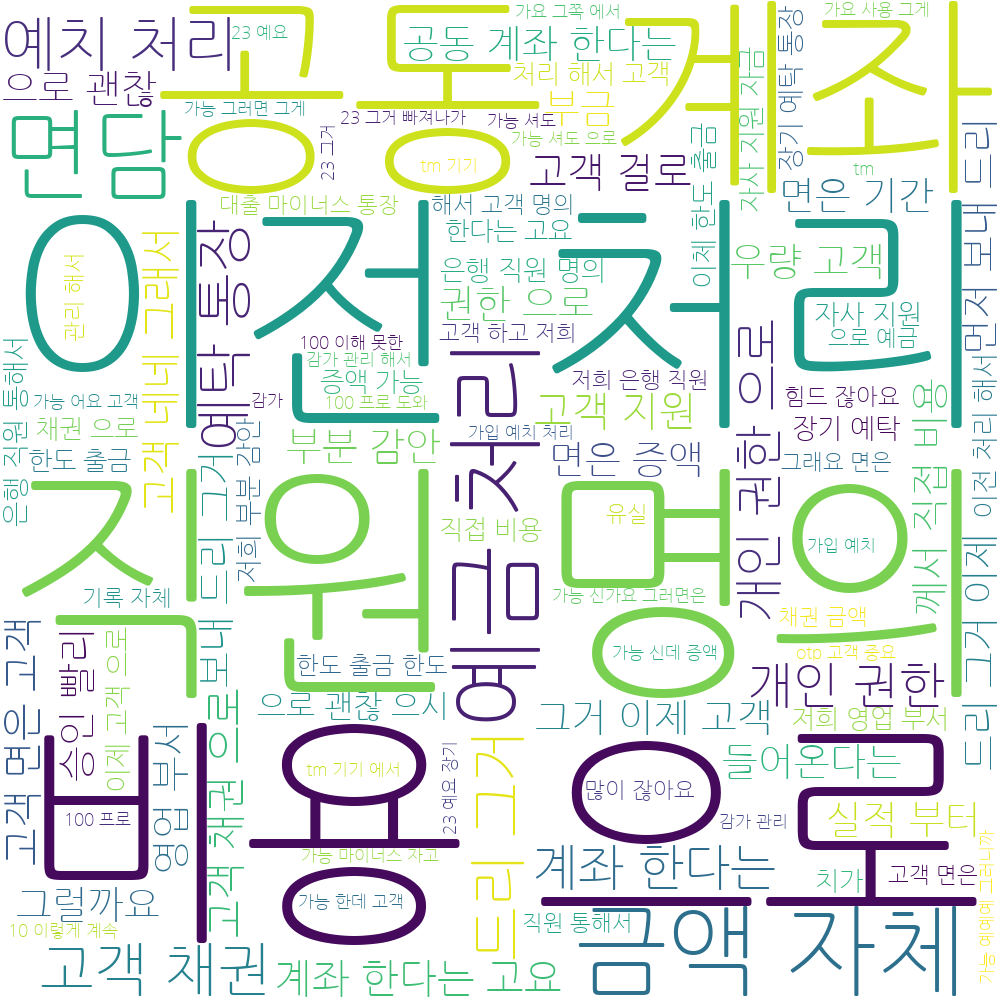 가요 그쪽 에서
가요 사용 그게
23 예요
예치 처리
공동계좌
공동 계좌 한다는
처리 해서 고객
부금
으로 괜찮
가능 그러면 그게
23 그거 빠져나가
가능 셔도
가능 셔도 으로
23 그거
tm 기기
tm
고객 걸로
면담
자사 지원 자금
장기 예탁 통장
면은 기간
먼저 보내 드리
대출 마이너스 통장
해서 고객 명의
한다는 고요
이체 한도 출금
이전 처리
관리 해서
고객 네네 그래서
예탁 통장
은행 직원 명의
권한 으로
고객 하고 저희
우량 고객
자사 지원
으로 예금
100 이해 못한
감가 관리 해서
증액 가능
100 프로 도와
감가
저희 은행 직원
고객 지원
힘드 잖아요
장기 예탁
가능 어요 고객
채권 으로
한도 출금
은행 직원 통해서
부분 감안
가입 예치 처리
면은 증액
그래요 면은
직원 명의
드리 그거
저희 부분 감안
예금 처리
직접 비용
유실
개인 권한 으로
가입 예치
께서 직접 비용
이전 처리 해서
드리 그거 이제 고객
기록 자체
가능 신가요 그러면은
채권 금액
가능 신데 증액
otp 고객 중요
한도 출금 한도
개인 권한
으로 괜찮 으시
그거 이제 고객
저희 영업 부서
고객 면은 고객
승인 빨리
이제 고객 으로
고객 채권 으로 보내
비용 으로
영업 부서
100 프로
tm 기기 에서
23 예요 장기
드리 그거
많이 잖아요
들어온다는
감가 관리
실적 부터
가능 마이너스 자고
계좌 한다는
치가
고객 면은
그럴까요
가능 한데 고객
직원 통해서
10 이렇게 계속
고객 채권
계좌 한다는 고요
금액 자체
가능 예예예 그러니까